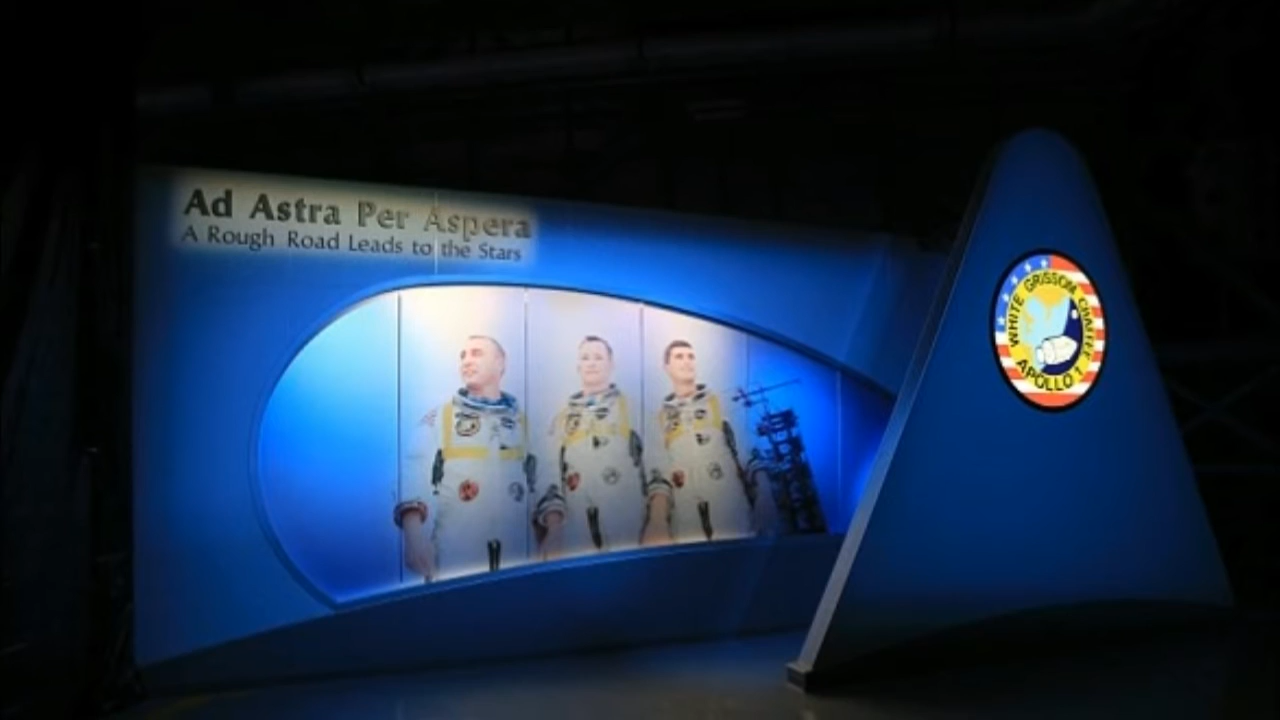 Ad Astra Per Aspera
A Rough Road Leads to the Stars
WHITE GRISSOM CHAFFEE
APOLLO 1